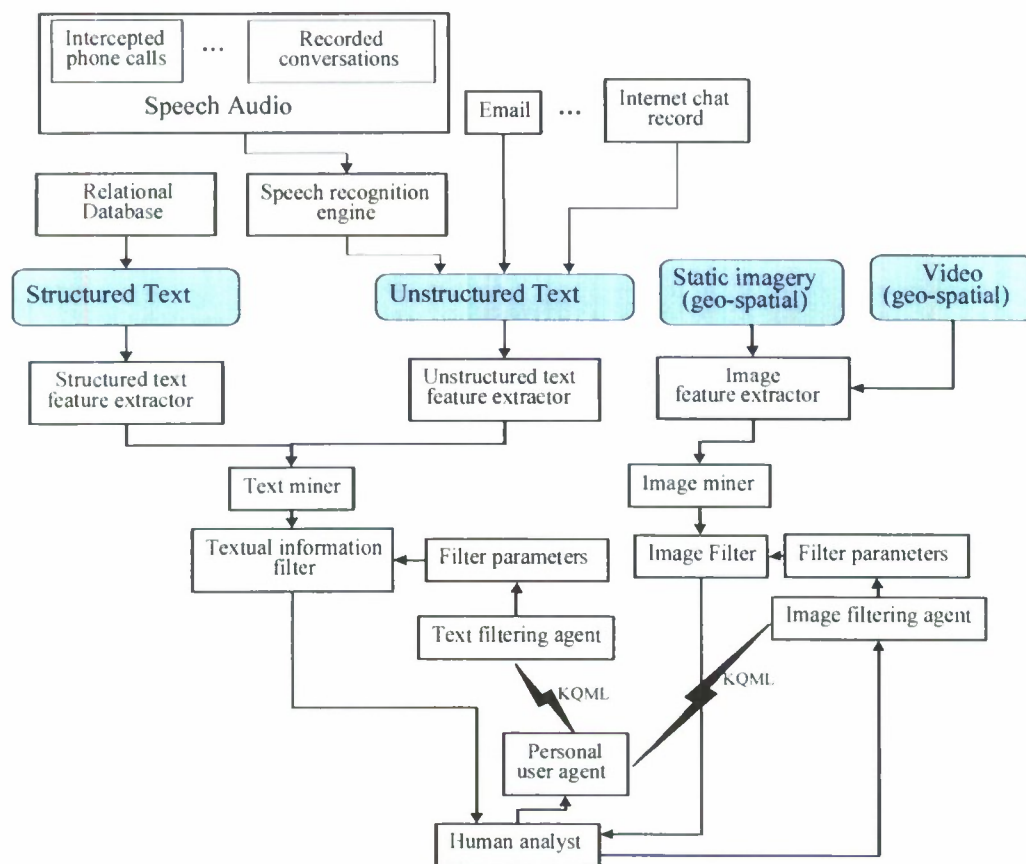 Intercepted
phone calls
...
Recorded
conversations
Speech Audio
Email
...
Internet chat
record
Relational
Database
Speech recognition
engine
Structured Text
Unstructured Text
Static imagery
(geo-spatial)
Video
(geo-spatial)
Structured text
feature extractor
Unstructured text
feature extractor
Image
feature extractor
Text miner
Image miner
Textual information
filter
Filter parameters
Image Filter
Filter parameters
Text filtering agent
Image filtering agent
KQML
KQML
Personal
user agent
Human analyst